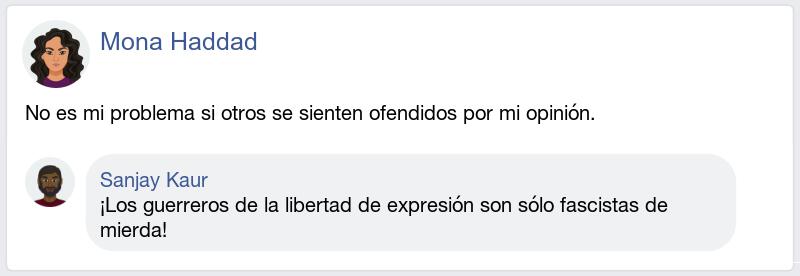 Mona Haddad
No es mi problema si otros se sienten ofendidos por mi opinión.
Sanjay Kaur
¡Los guerreros de la libertad de expresión son sólo fascistas de
mierda!